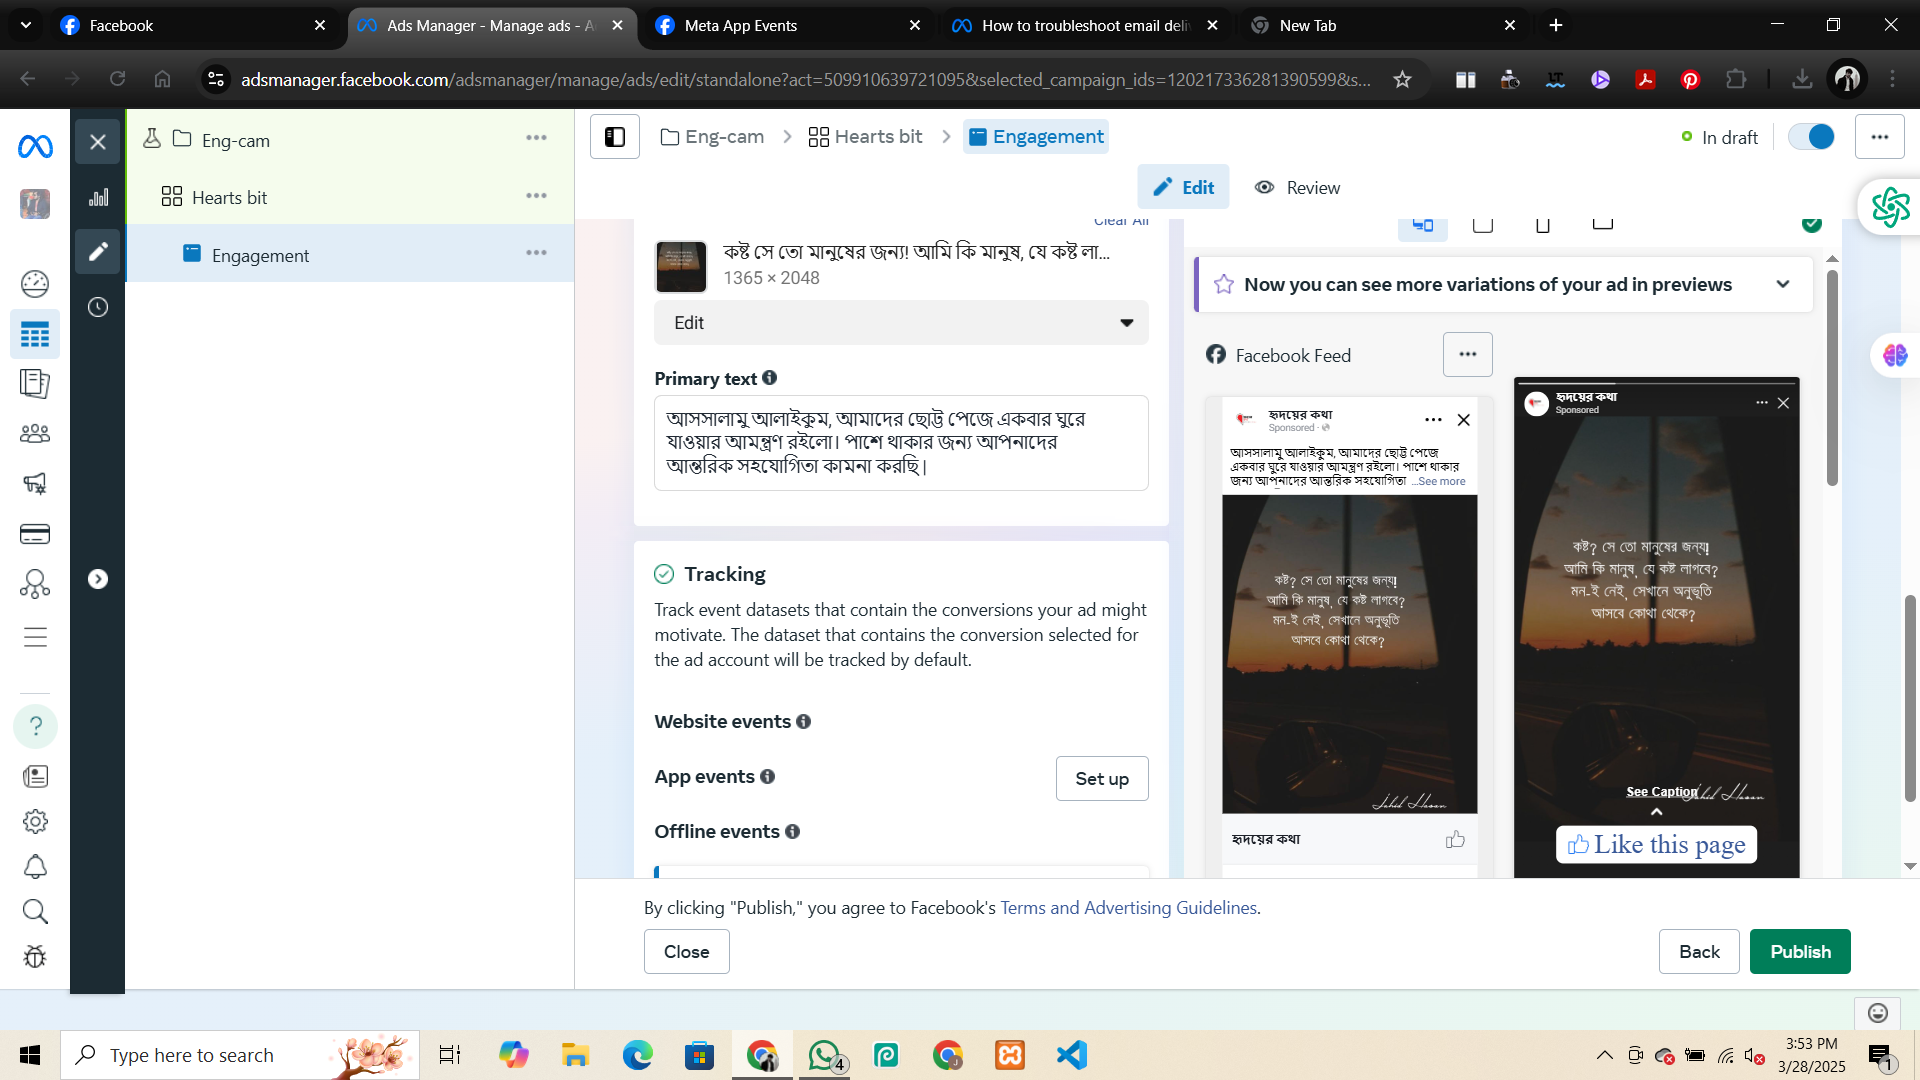 Facebook
Ads Manager - Manage ads - A
Meta App Events
How to troubleshoot email deli
New Tab
adsmanager.facebook.com/adsmanager/manage/ads/edit/standalone?act=509910639721095&selected_campaign_ids=120217336281390599&s...
Eng-cam
Hearts bit
Engagement
Eng-cam
Hearts bit
Engagement
In draft
Edit
Review
Clear All
কষ্ট সে তো মানুষের জন্য! আমি কি মানুষ, যে কষ্ট লা...
1365 × 2048
Edit
Primary text
আসসালামু আলাইকুম, আমাদের ছোট্ট পেজে একবার ঘুরে
যাওয়ার আমন্ত্রণ রইলো। পাশে থাকার জন্য আপনাদের
আন্তরিক সহযোগিতা কামনা করছি|
Tracking
Track event datasets that contain the conversions your ad might
motivate. The dataset that contains the conversion selected for
the ad account will be tracked by default.
Website events
App events
Set up
Offline events
Now you can see more variations of your ad in previews
Facebook Feed
হৃদয়ের কথা
Sponsored ·
আসসালামু আলাইকুম, আমাদের ছোট্ট পেজে
একবার ঘুরে যাওয়ার আমন্ত্রণ রইলো। পাশে থাকার
জন্য আপনাদের আন্তরিক সহযোগিতা ...See more
কষ্ট? সে তো মানুষের জন্য!
আমি কি মানুষ, যে কষ্ট লাগবে?
মন-ই নেই, সেখানে অনুভূতি
আসবে কোথা থেকে?
Jahid Hasan
হৃদয়ের কথা
হৃদয়ের কথা
Sponsored
কষ্ট? সে তো মানুষের জন্য!
আমি কি মানুষ, যে কষ্ট লাগবে?
মন-ই নেই, সেখানে অনুভূতি
আসবে কোথা থেকে?
See Caption
Jahid Hasan
Like this page
By clicking "Publish," you agree to Facebook's Terms and Advertising Guidelines.
Close
Back
Publish
Type here to search
4
3:53 PM
3/28/2025
1